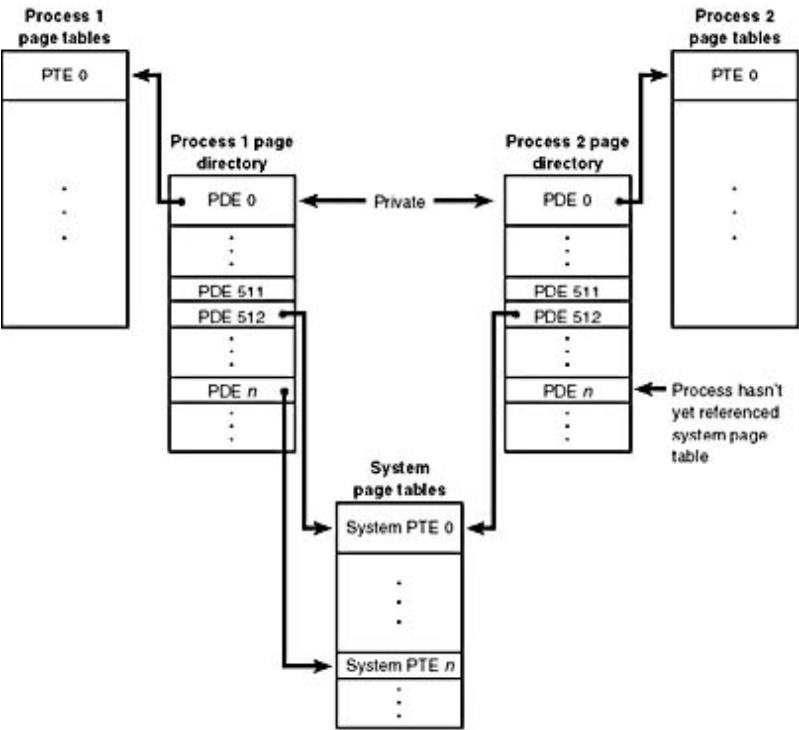 Process 1
page tables
PTE 0
Process 2
page tables
PTE 0
Process 1 page
directory
PDE 0
PDE 511
PDE 512
PDE n
Private
Process 2 page
directory
PDE 0
PDE 511
PDE 512
PDE n
Process hasn't
yet referenced
system page
table
System
page tables
System PTE 0
System PTE n